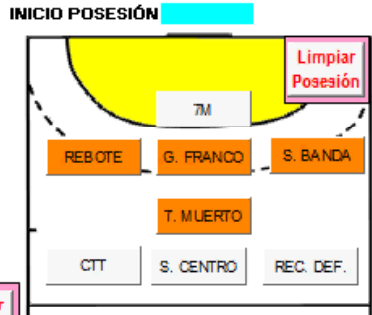 INICIO POSESIÓN
Limpiar
Posesión
7M
REBOTE
G. FRANCO
S. BANDA
T. MUERTO
CTT
S. CENTRO
REC. DEF.